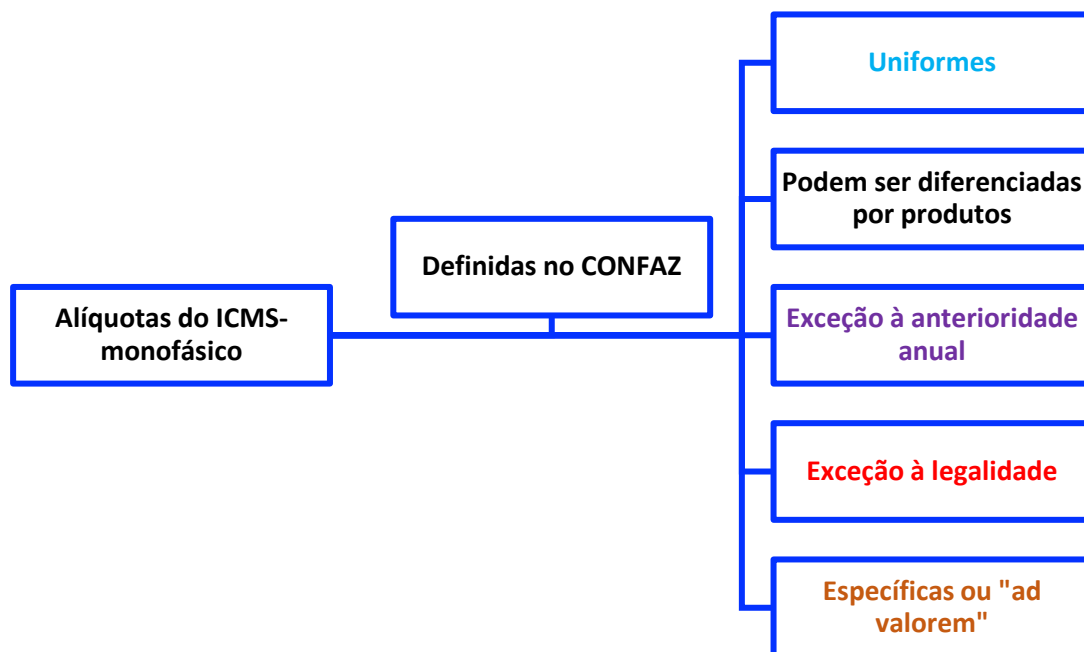 Uniformes
Podem ser diferenciadas
por produtos
Definidas no CONFAZ
Alíquotas do ICMS-
monofásico
Exceção à anterioridade
anual
Exceção à legalidade
Específicas ou "ad
valorem"